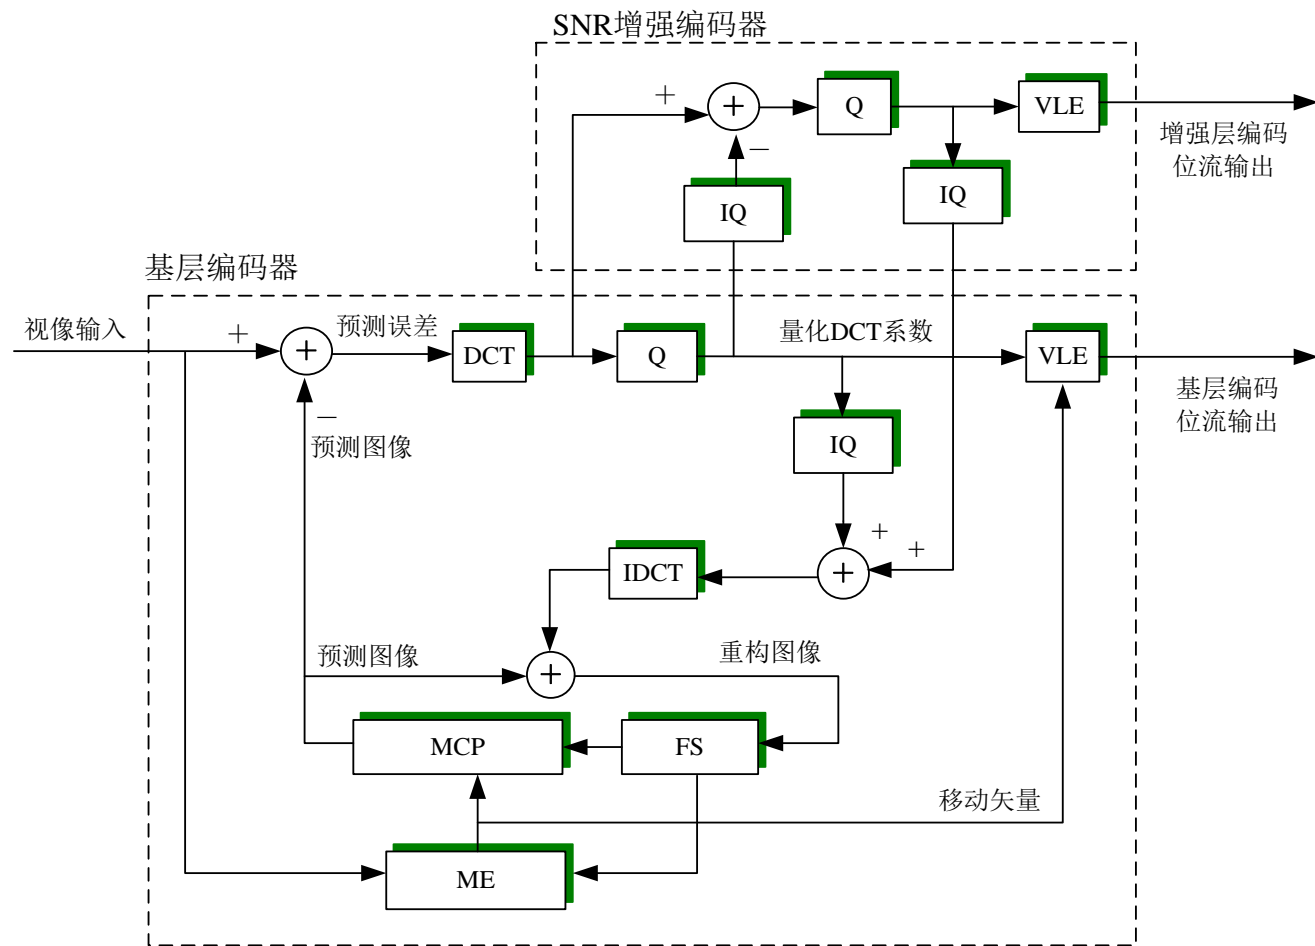 SNR增强编码器
+
+
Q
VLE
增强层编码
位流输出
−
IQ
IQ
基层编码器
视像输入
+
+
预测误差
DCT
Q
量化DCT系数
VLE
基层编码
位流输出
−
预测图像
IQ
+
+
+
IDCT
预测图像
+
重构图像
MCP
FS
移动矢量
ME